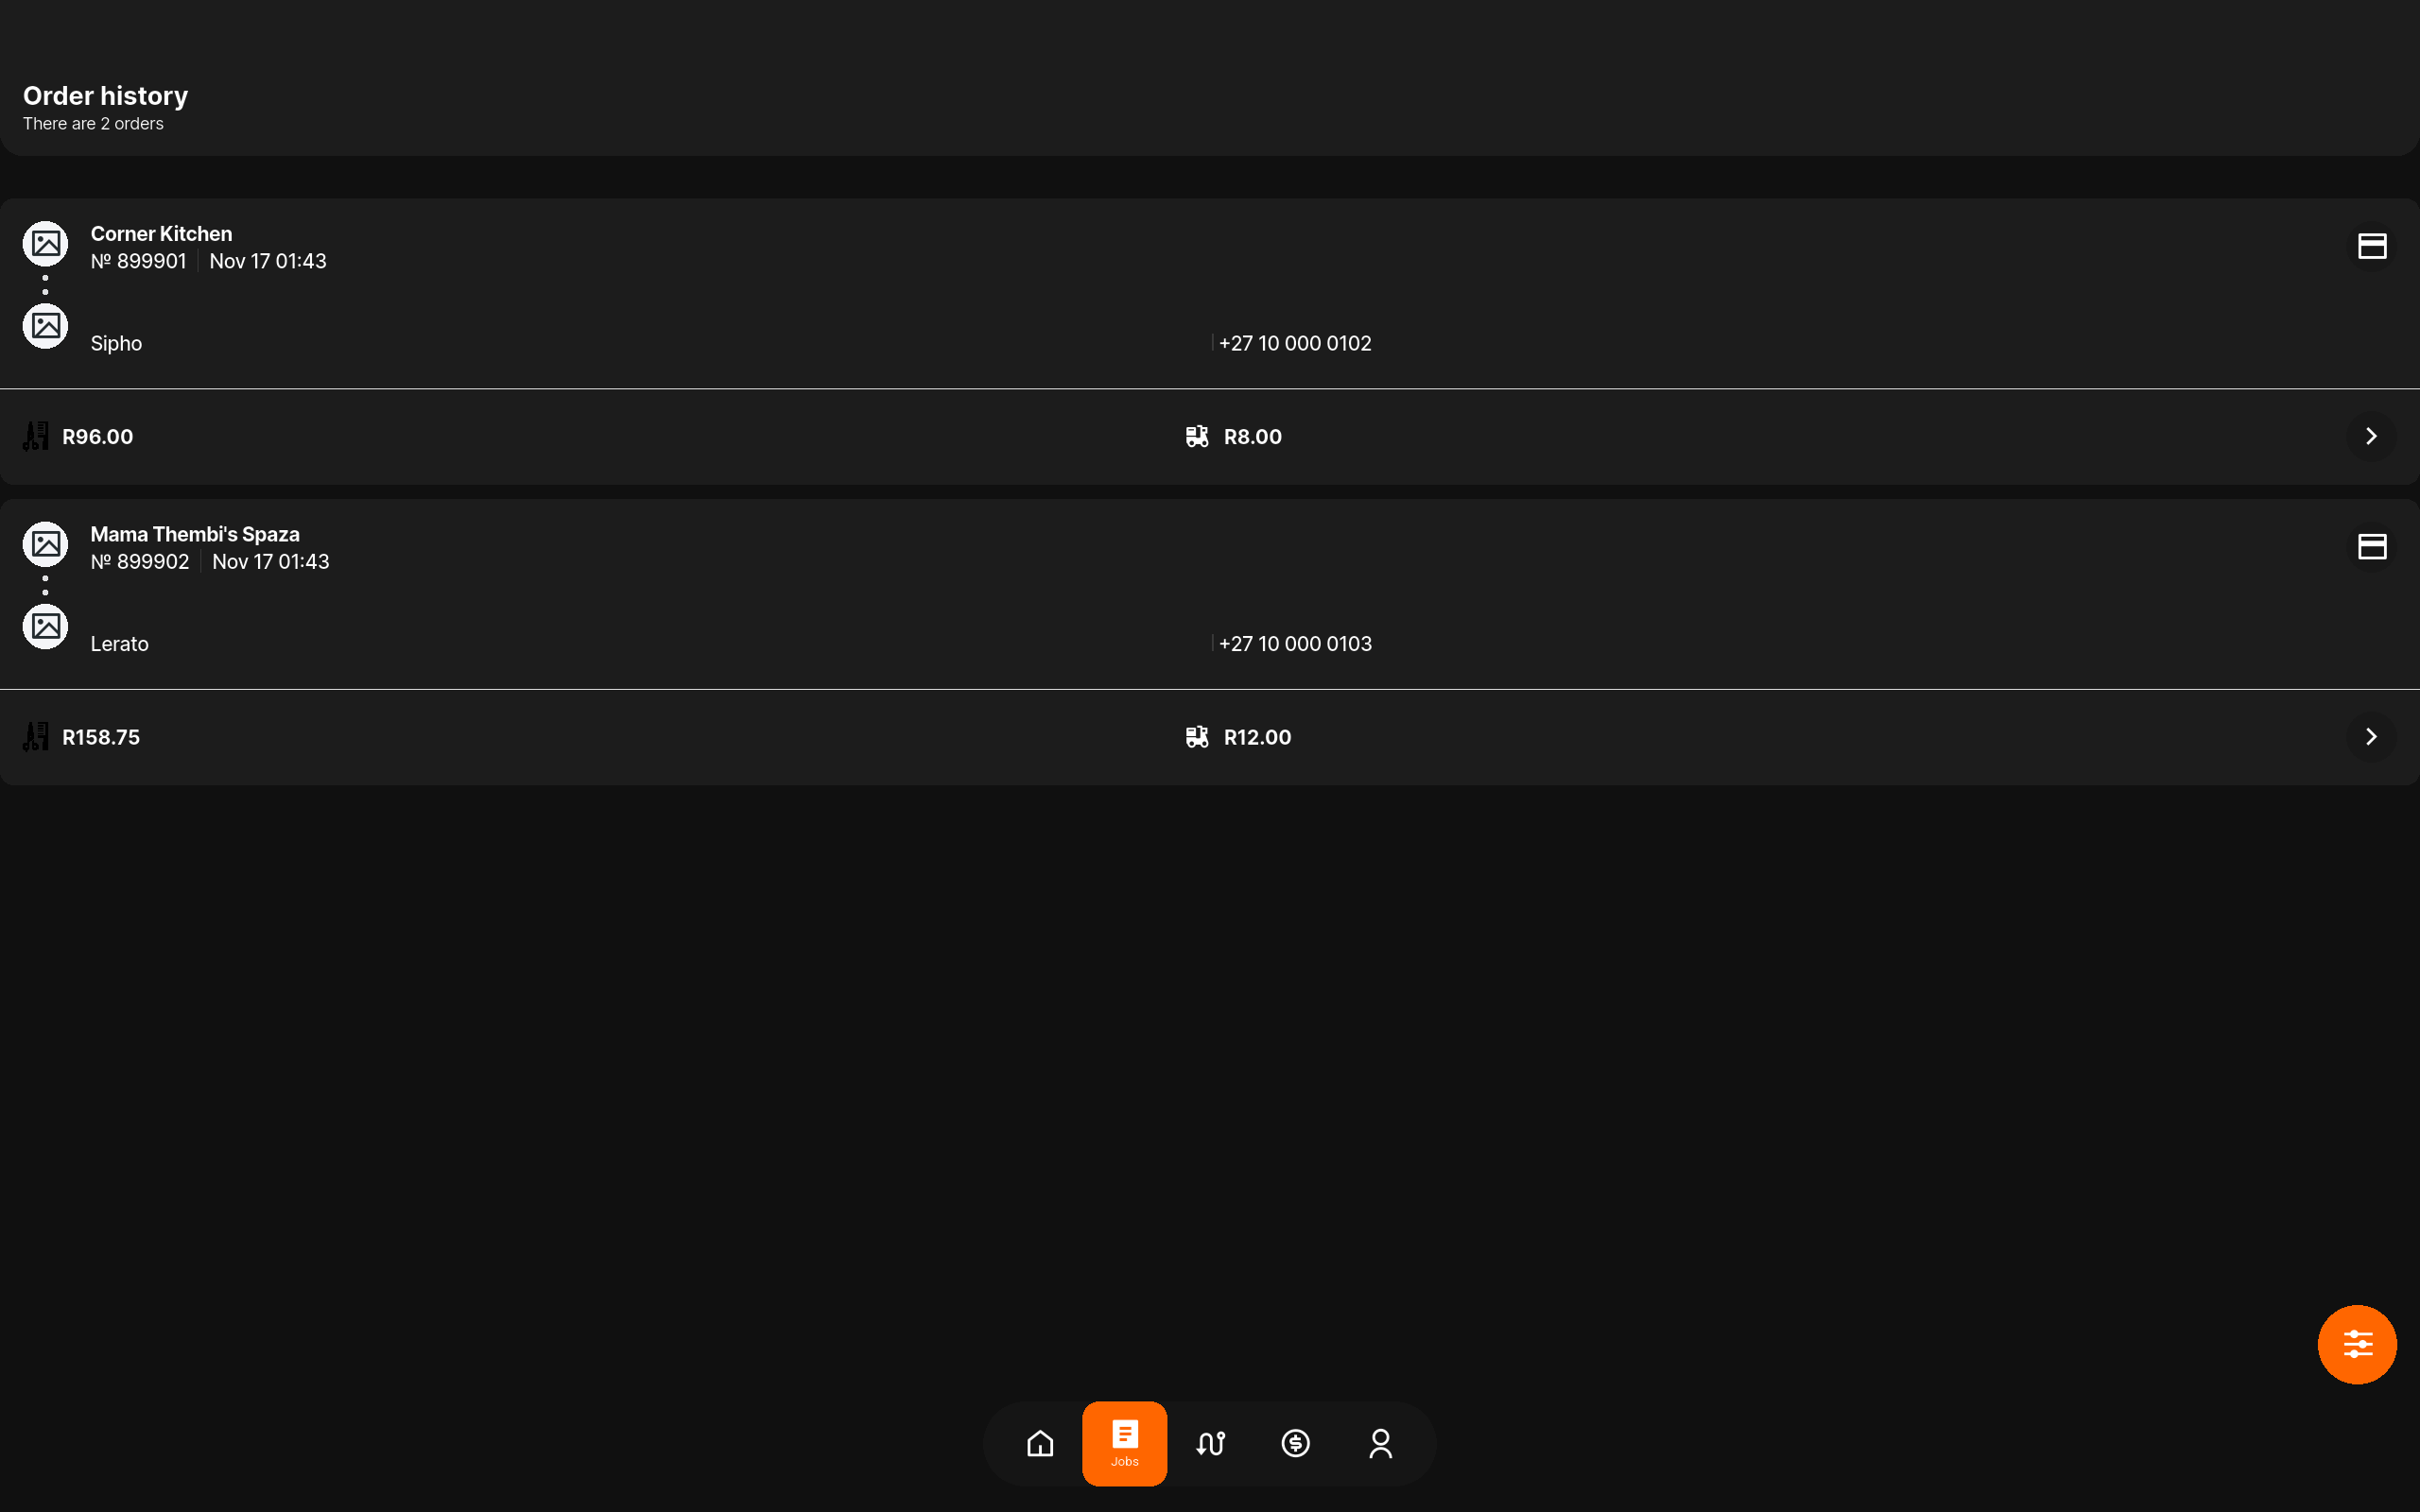 Order history
There are 2 orders
Corner Kitchen
№ 899901 Nov 17 01:43
Sipho +27 10 000 0102
R96.00 R8.00
Mama Thembi's Spaza
№ 899902 Nov 17 01:43
Lerato +27 10 000 0103
R158.75 R12.00
Jobs